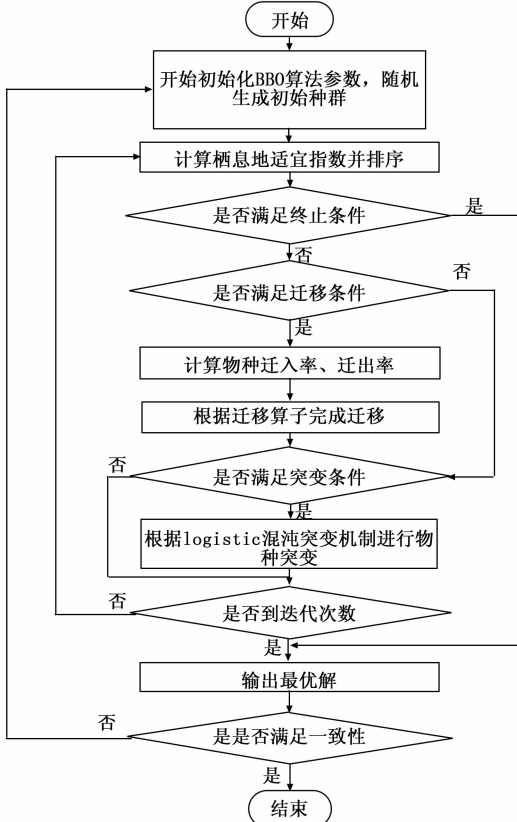 开始
开始初始化BBO算法参数，随机
生成初始种群
计算栖息地适宜指数并排序
是否满足终止条件
是
否
是否满足迁移条件
否
是
计算物种迁入率、迁出率
根据迁移算子完成迁移
否
是否满足突变条件
是
根据logistic混沌突变机制进行物
种突变
否
是否到迭代次数
是
输出最优解
否
是是否满足一致性
是
结束